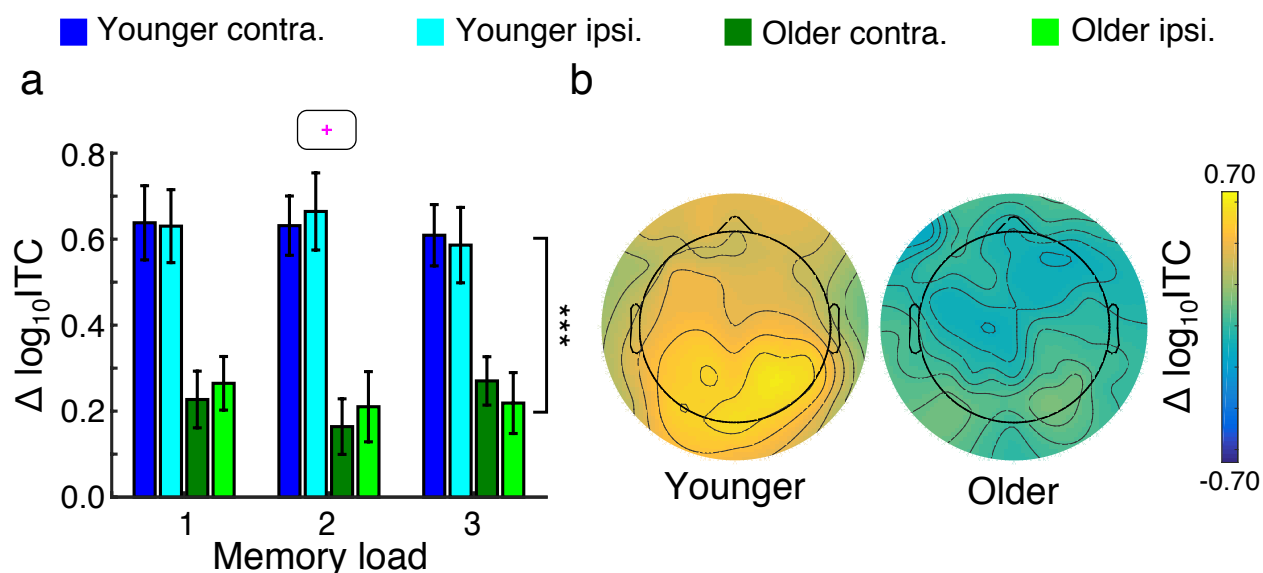 Younger contra. Younger ipsi. Older contra. Older ipsi.
a
b
+
0.8
0.6
0.4
0.2
0.0
Δ log10ITC
***
1 2 3
Memory load
Younger
Older
0.70
-0.70
Δ log10ITC